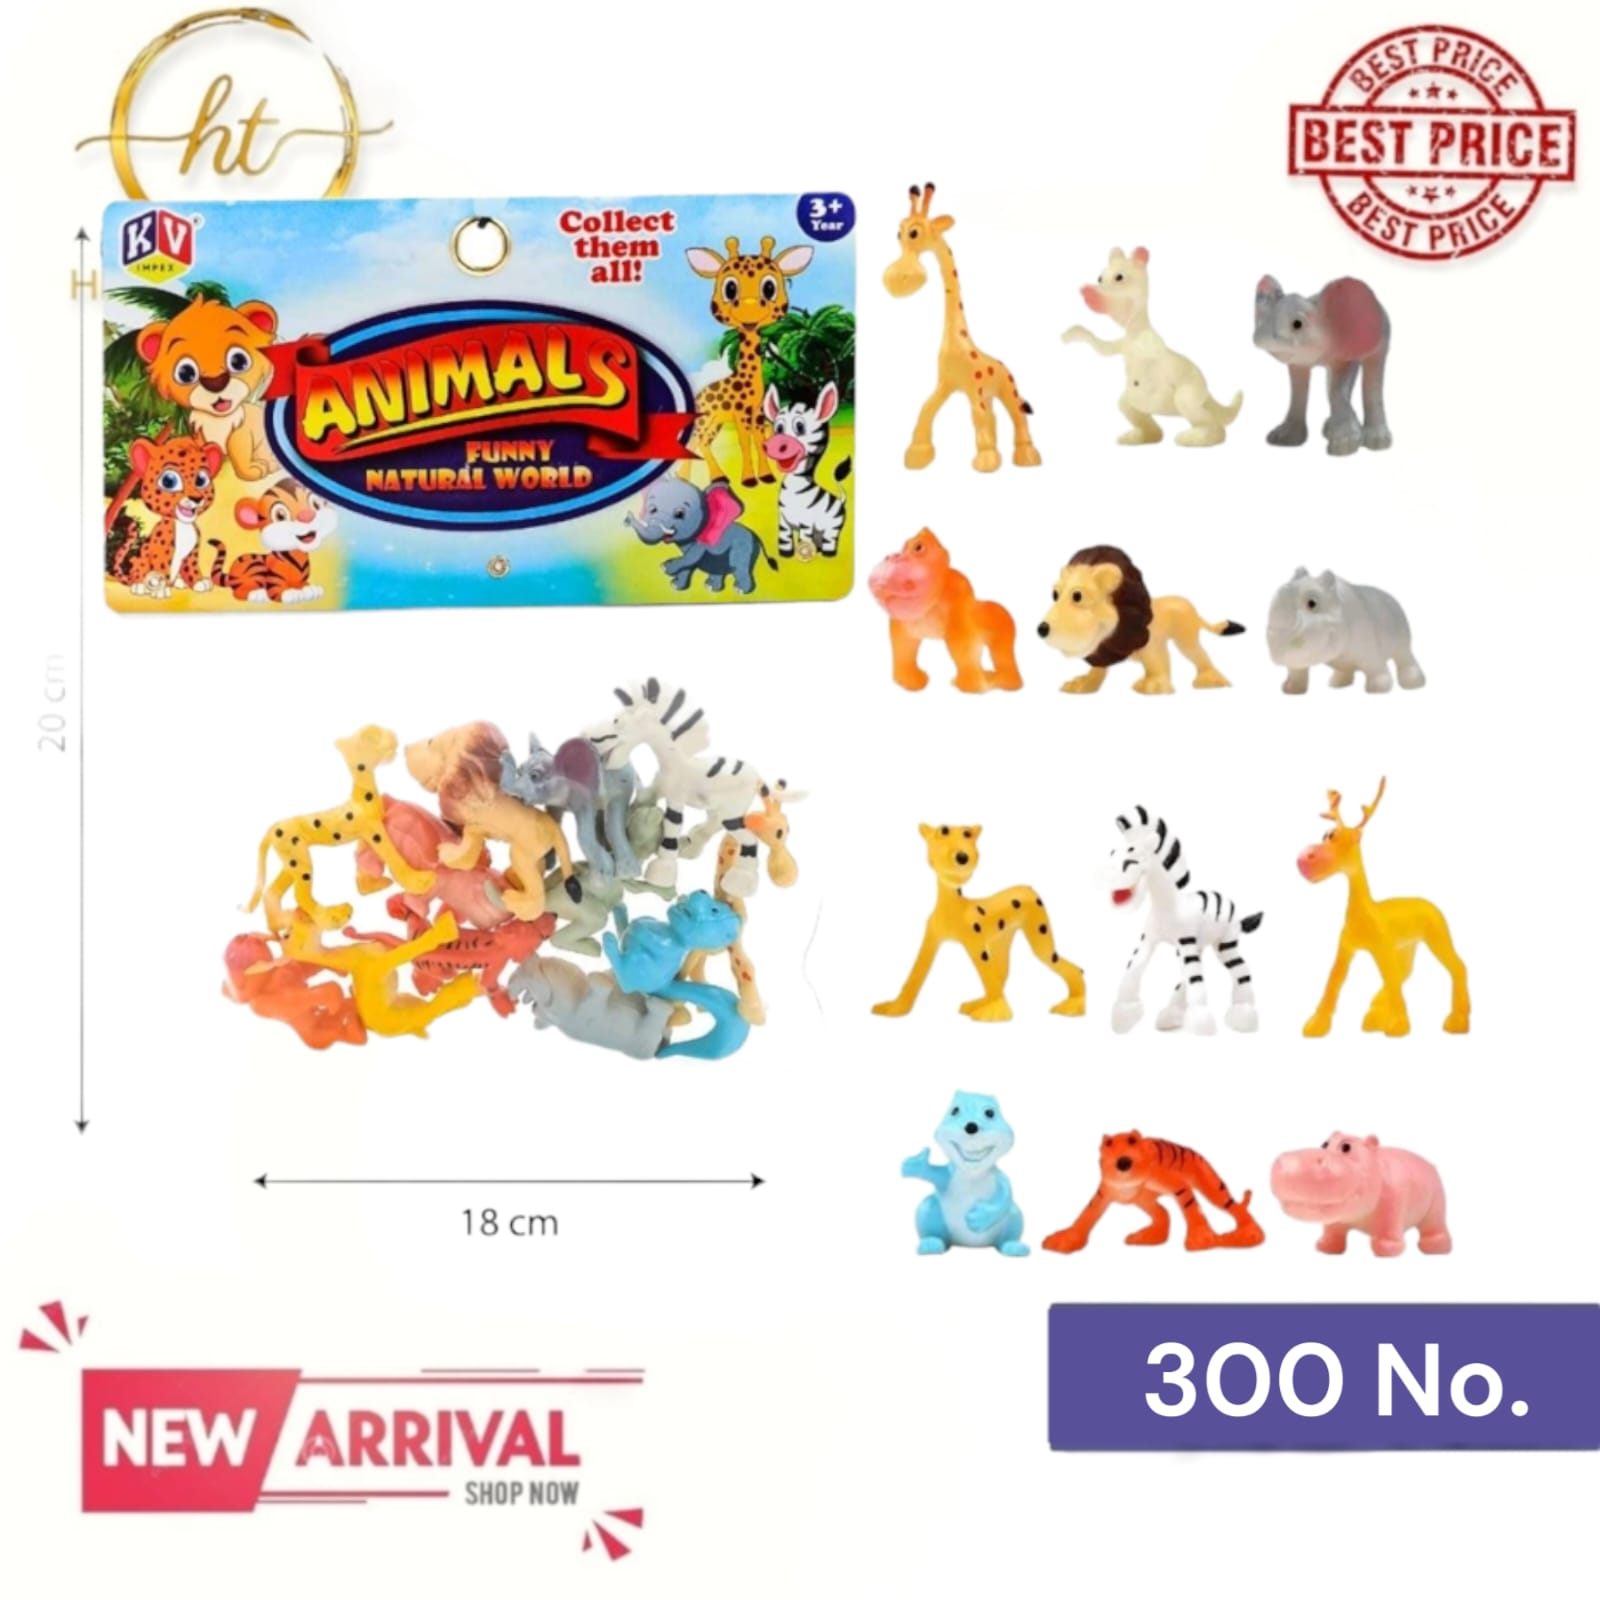 ht
BEST PRICE
BEST PRICE
BEST PRICE
KV
IMPEX
Collect
them
all!
3+
Year
ANIMALS
FUNNY
NATURAL WORLD
H
20 cm
18 cm
NEW ARRIVAL
SHOP NOW
300 No.